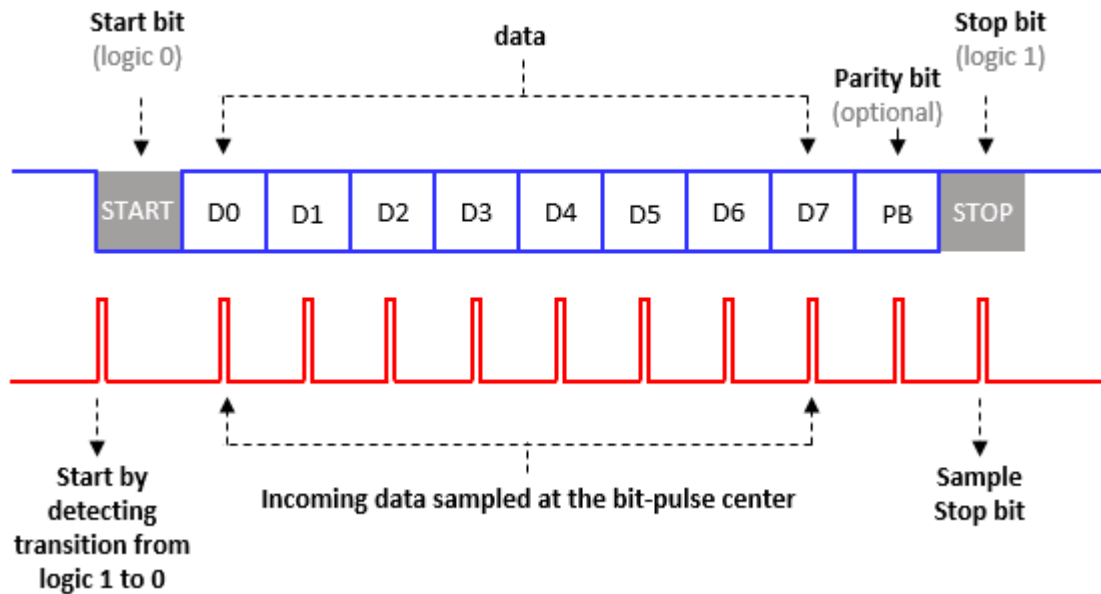 Start bit
(logic 0)
data
Stop bit
(logic 1)
Parity bit
(optional)
START D0 D1 D2 D3 D4 D5 D6 D7 PB STOP
Start by
detecting
transition from
logic 1 to 0
Incoming data sampled at the bit-pulse center
Sample
Stop bit